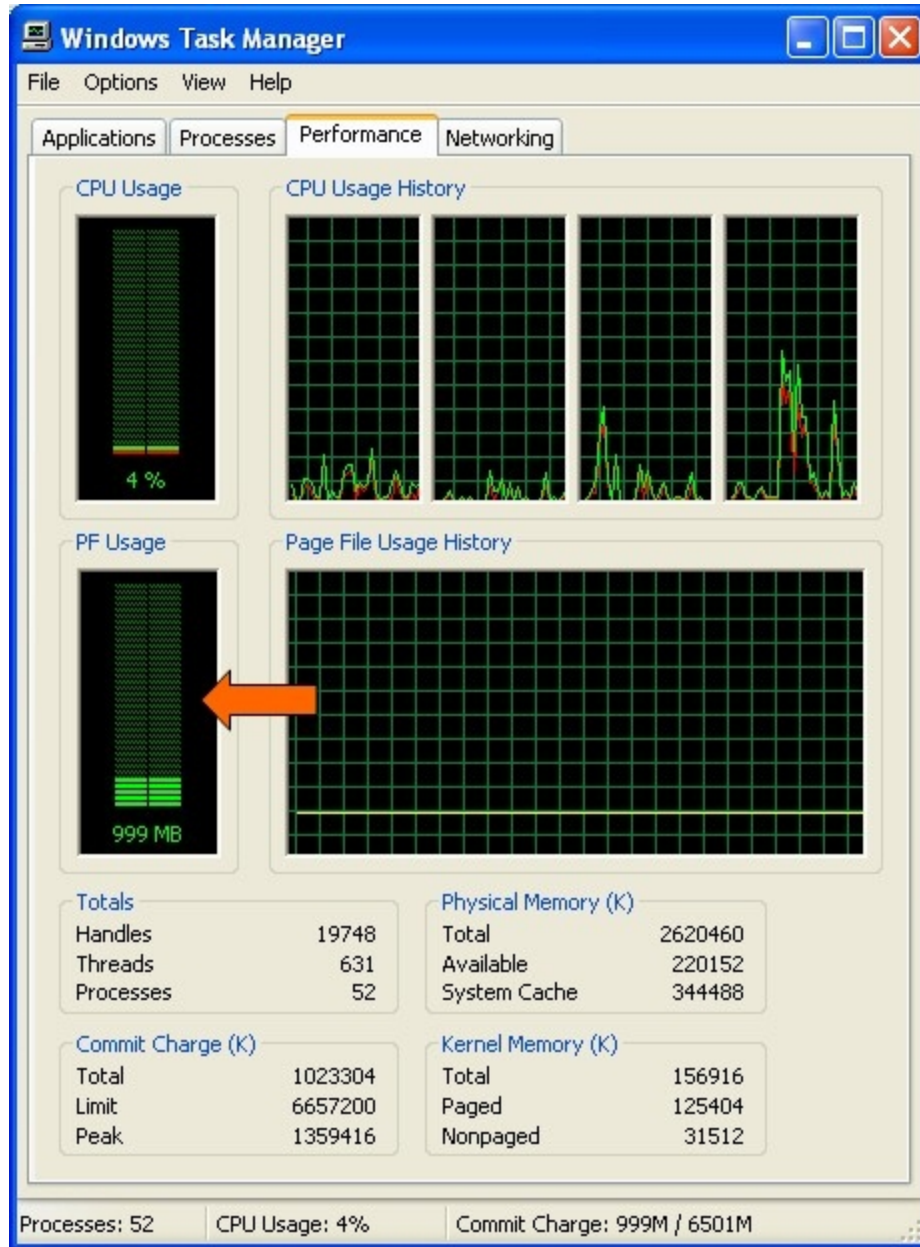 Windows Task Manager
File Options View Help
Applications Processes Performance Networking
CPU Usage
CPU Usage History
4 %
PF Usage
Page File Usage History
999 MB
Totals
Handles 19748
Threads 631
Processes 52
Physical Memory (K)
Total 2620460
Available 220152
System Cache 344488
Commit Charge (K)
Total 1023304
Limit 6657200
Peak 1359416
Kernel Memory (K)
Total 156916
Paged 125404
Nonpaged 31512
Processes: 52 CPU Usage: 4% Commit Charge: 999M / 6501M